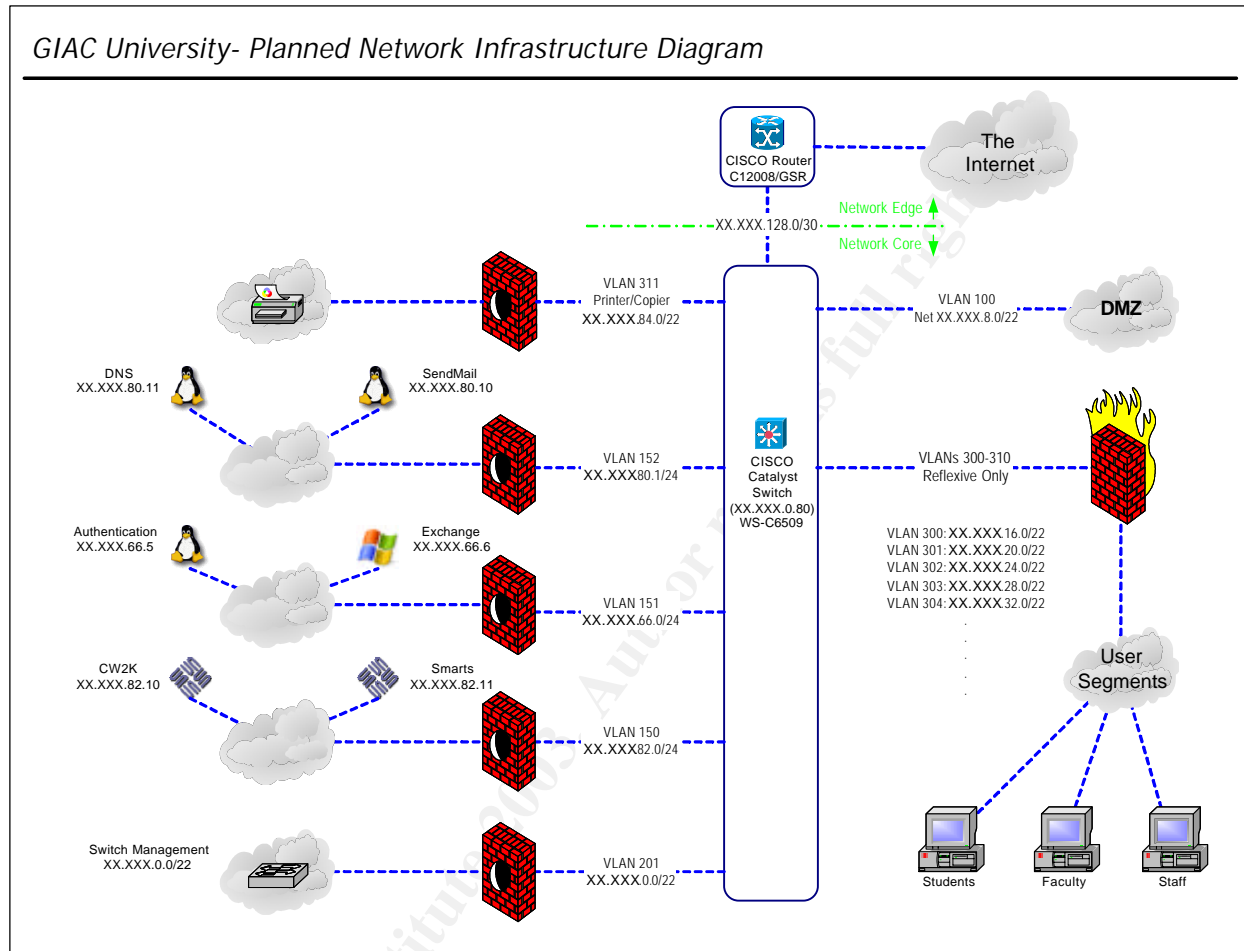 GIAC University- Planned Network Infrastructure Diagram
CISCO Router
C12008/GSR
The
Internet
Network Edge
XX.XXX.128.0/30
Network Core
VLAN 311
Printer/Copier
XX.XXX.84.0/22
VLAN 100
Net XX.XXX.8.0/22
DMZ
DNS
XX.XXX.80.11
SendMail
XX.XXX.80.10
VLAN 152
XX.XXX80.1/24
CISCO
Catalyst
Switch
(XX.XXX.0.80)
WS-C6509
VLANs 300-310
Reflexive Only
Authentication
XX.XXX.66.5
Exchange
XX.XXX.66.6
VLAN 151
XX.XXX.66.0/24
VLAN 300: XX.XXX.16.0/22
VLAN 301: XX.XXX.20.0/22
VLAN 302: XX.XXX.24.0/22
VLAN 303: XX.XXX.28.0/22
VLAN 304: XX.XXX.32.0/22
.
.
.
.
.
CW2K
XX.XXX.82.10
Smarts
XX.XXX.82.11
VLAN 150
XX.XXX82.0/24
User
Segments
Switch Management
XX.XXX.0.0/22
VLAN 201
XX.XXX.0.0/22
Students
Faculty
Staff
titute 2003, Author r s full righ